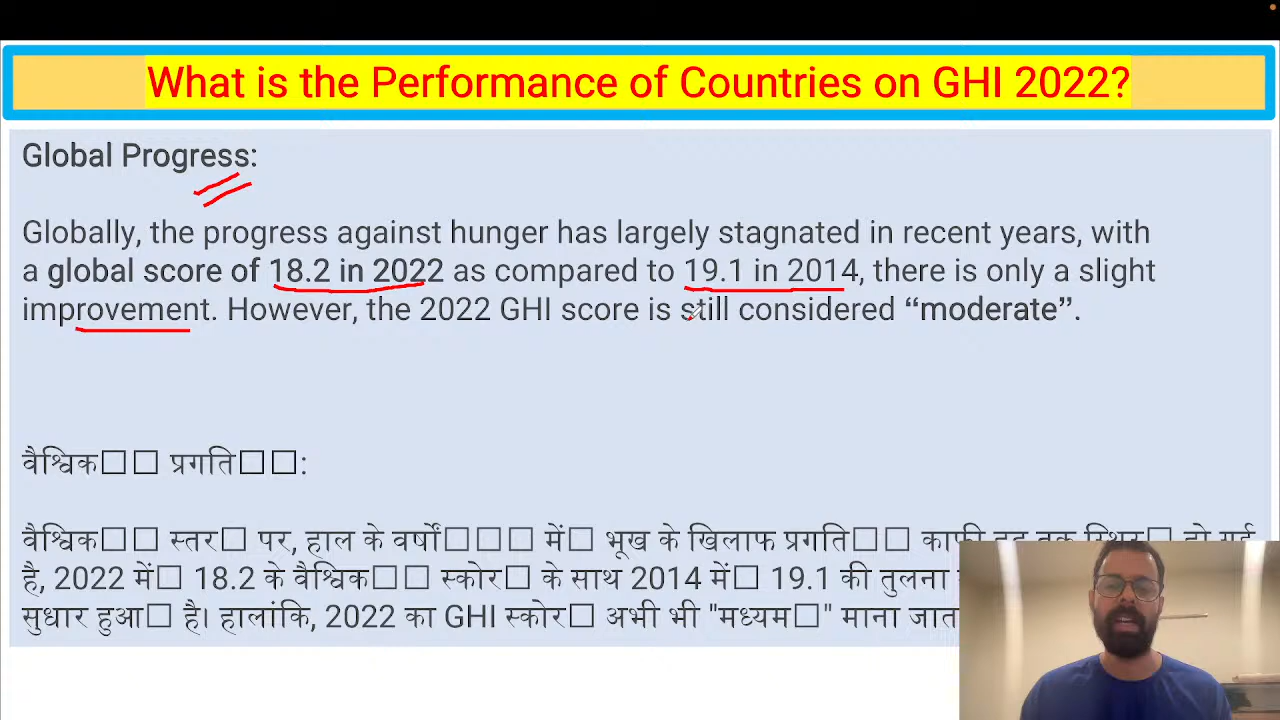 What is the Performance of Countries on GHI 2022?
Global Progress:
Globally, the progress against hunger has largely stagnated in recent years, with
a global score of 18.2 in 2022 as compared to 19.1 in 2014, there is only a slight
improvement. However, the 2022 GHI score is still considered “moderate”.
वैश्विक□□ प्रगति□□:
वैश्विक□□ स्तर□ पर, हाल के वर्षों□□□ में□ भूख के खिलाफ प्रगति□□ काफी हद तक स्थिर□ हो गई
है, 2022 में□ 18.2 के वैश्विक□□ स्कोर□ के साथ 2014 में□ 19.1 की तुलना
सुधार हुआ□ है। हालांकि, 2022 का GHI स्कोर□ अभी भी "मध्यम□" माना